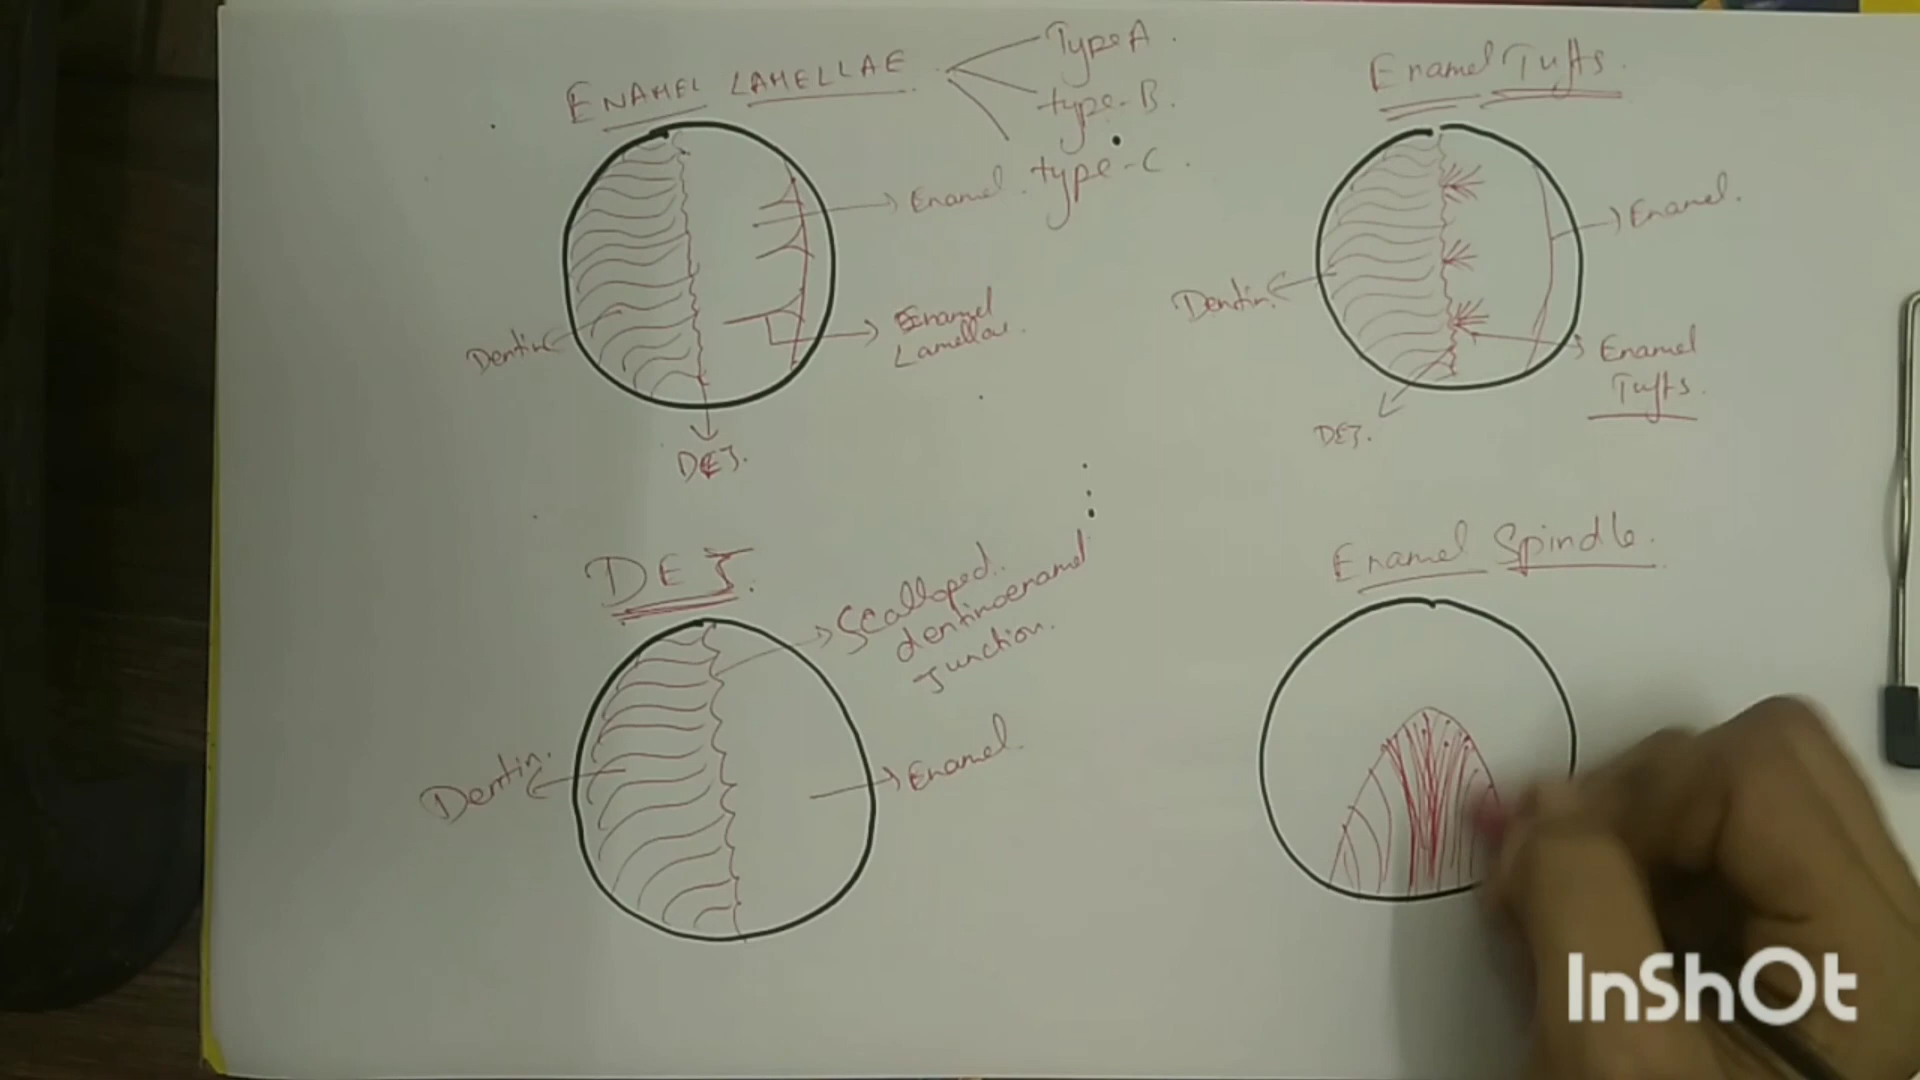 ENAMEL LAMELLAE
Type A.
type-B.
type-C.
Enamel.
Dentin
Enamel
Lamellae.
DEJ.
Enamel Tufts.
Enamel.
Dentin.
Enamel
Tufts.
DEJ.
DEJ.
Scalloped..
dentinoenamel
Junction.
Dentin.
Enamel.
Enamel Spindle.
InShOt